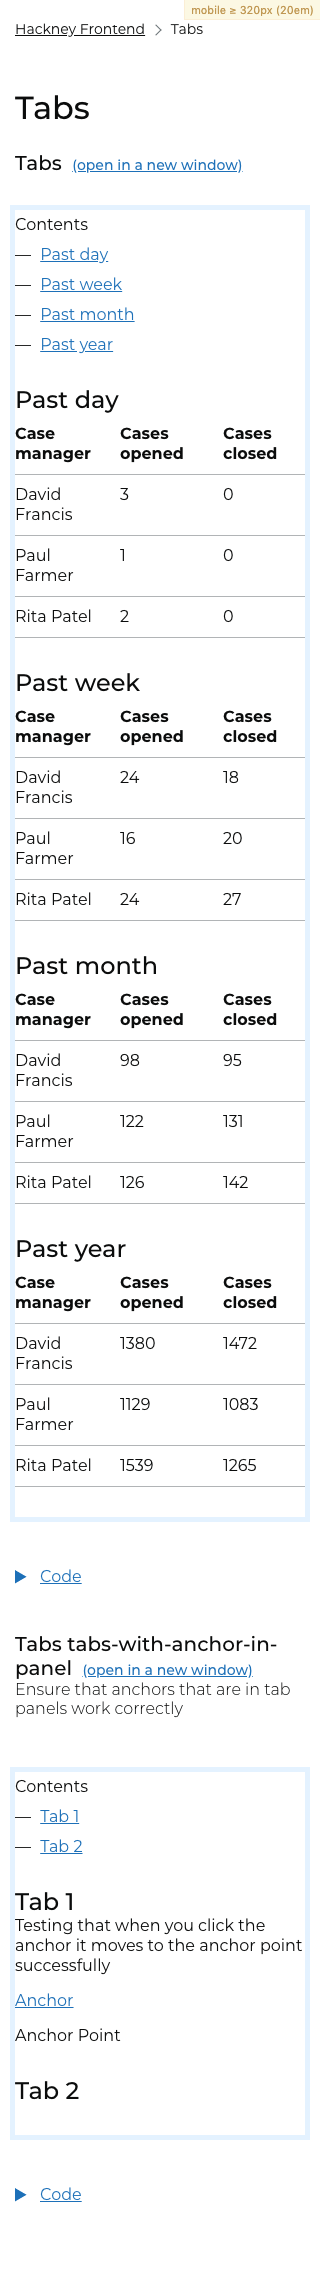 mobile ≥ 320px (20em)
Hackney Frontend Tabs
Tabs
Tabs (open in a new window)
Contents
— Past day
— Past week
— Past month
— Past year
Past day
Case manager Cases opened Cases closed
David Francis 3 0
Paul Farmer 1 0
Rita Patel 2 0
Past week
Case manager Cases opened Cases closed
David Francis 24 18
Paul Farmer 16 20
Rita Patel 24 27
Past month
Case manager Cases opened Cases closed
David Francis 98 95
Paul Farmer 122 131
Rita Patel 126 142
Past year
Case manager Cases opened Cases closed
David Francis 1380 1472
Paul Farmer 1129 1083
Rita Patel 1539 1265
Code
Tabs tabs-with-anchor-in-
panel (open in a new window)
Ensure that anchors that are in tab
panels work correctly
Contents
— Tab 1
— Tab 2
Tab 1
Testing that when you click the
anchor it moves to the anchor point
successfully
Anchor
Anchor Point
Tab 2
Code